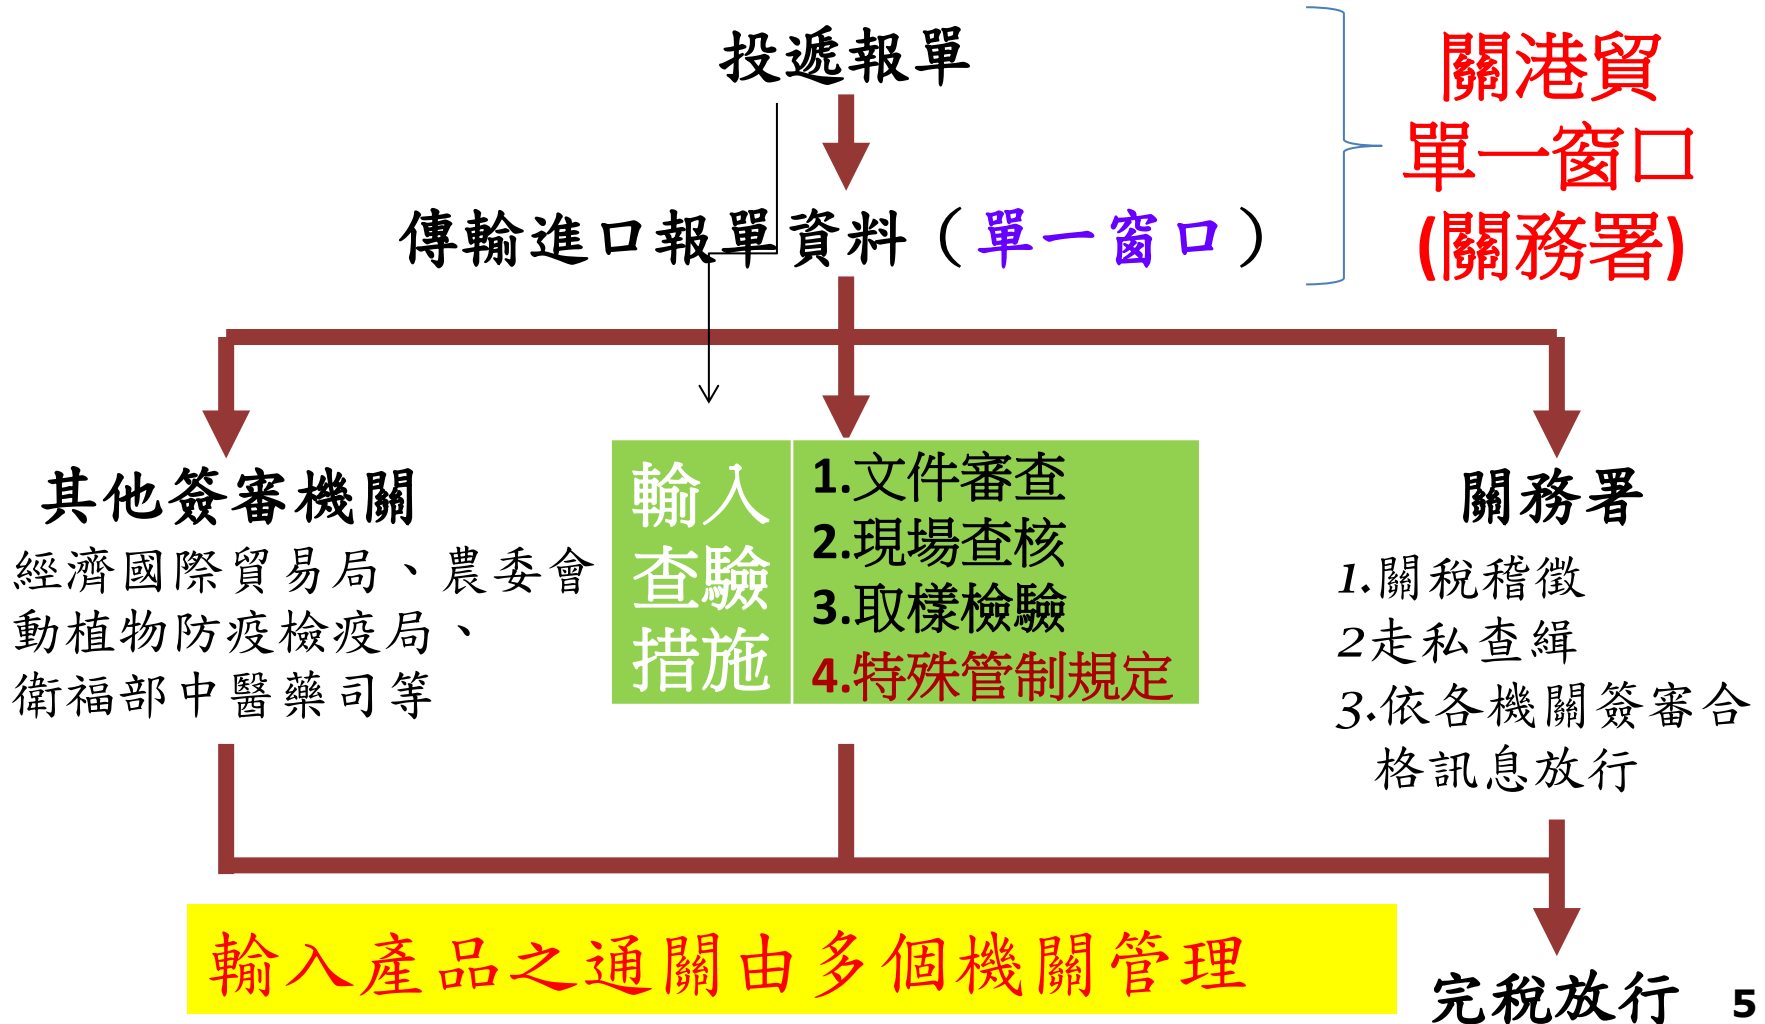 投遞報單
關港貿
單一窗口
(關務署)
傳輸進口報單資料（單一窗口）
其他簽審機關
經濟國際貿易局、農委會
動植物防疫檢疫局、
衛福部中醫藥司等
輸入
查驗
措施
1.文件審查
2.現場查核
3.取樣檢驗
4.特殊管制規定
關務署
1.關稅稽徵
2走私查緝
3.依各機關簽審合
格訊息放行
輸入產品之通關由多個機關管理
完稅放行
5